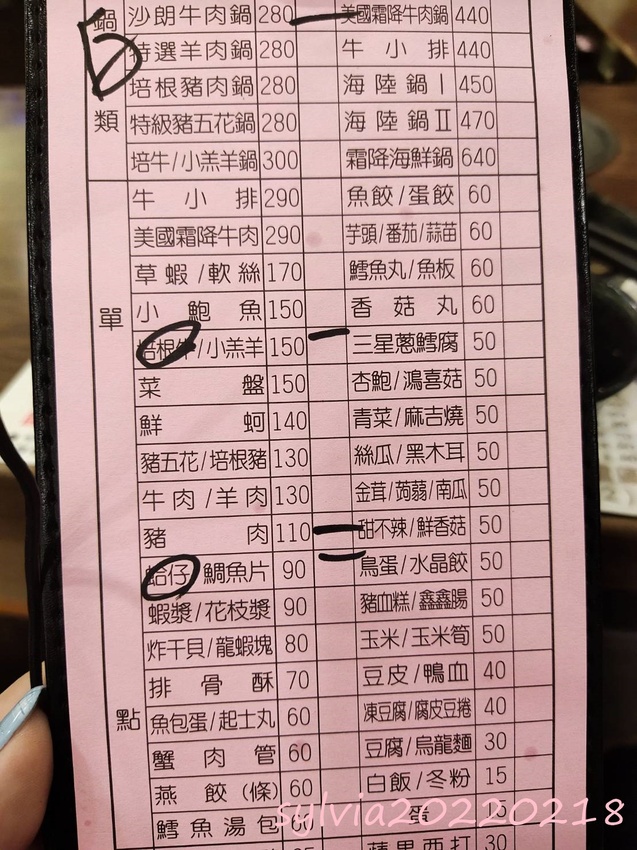 鍋 沙朗牛肉鍋 280 美國霜降牛肉鍋 440
特選羊肉鍋 280 牛小排 440
培根豬肉鍋 280 海陸鍋 I 450
類 特級豬五花鍋 280 海陸鍋 II 470
培牛/小羔羊鍋 300 霜降海鮮鍋 640
牛小排 290 魚餃/蛋餃 60
美國霜降牛肉 290 芋頭/番茄/蒜苗 60
草蝦/軟絲 170 鱈魚丸/魚板 60
單 小鮑魚 150 香菇丸 60
培根牛/小羔羊 150 三星蔥鱈腐 50
菜盤 150 杏鮑/鴻喜菇 50
鮮蚵 140 青菜/麻吉燒 50
豬五花/培根豬 130 絲瓜/黑木耳 50
牛肉/羊肉 130 金茸/蒟蒻/南瓜 50
豬肉 110 甜不辣/鮮香菇 50
蛤仔/鯛魚片 90 鳥蛋/水晶餃 50
蝦漿/花枝漿 90 豬血糕/鑫鑫腸 50
炸干貝/龍蝦塊 80 玉米/玉米筍 50
排骨酥 70 豆皮/鴨血 40
點 魚包蛋/起士丸 60 凍豆腐/腐皮豆捲 40
蟹肉管 60 豆腐/烏龍麵 30
燕餃(條) 60 白飯/冬粉 15
鱈魚湯包 蛋
蘋果西打 30
sylvia20220218